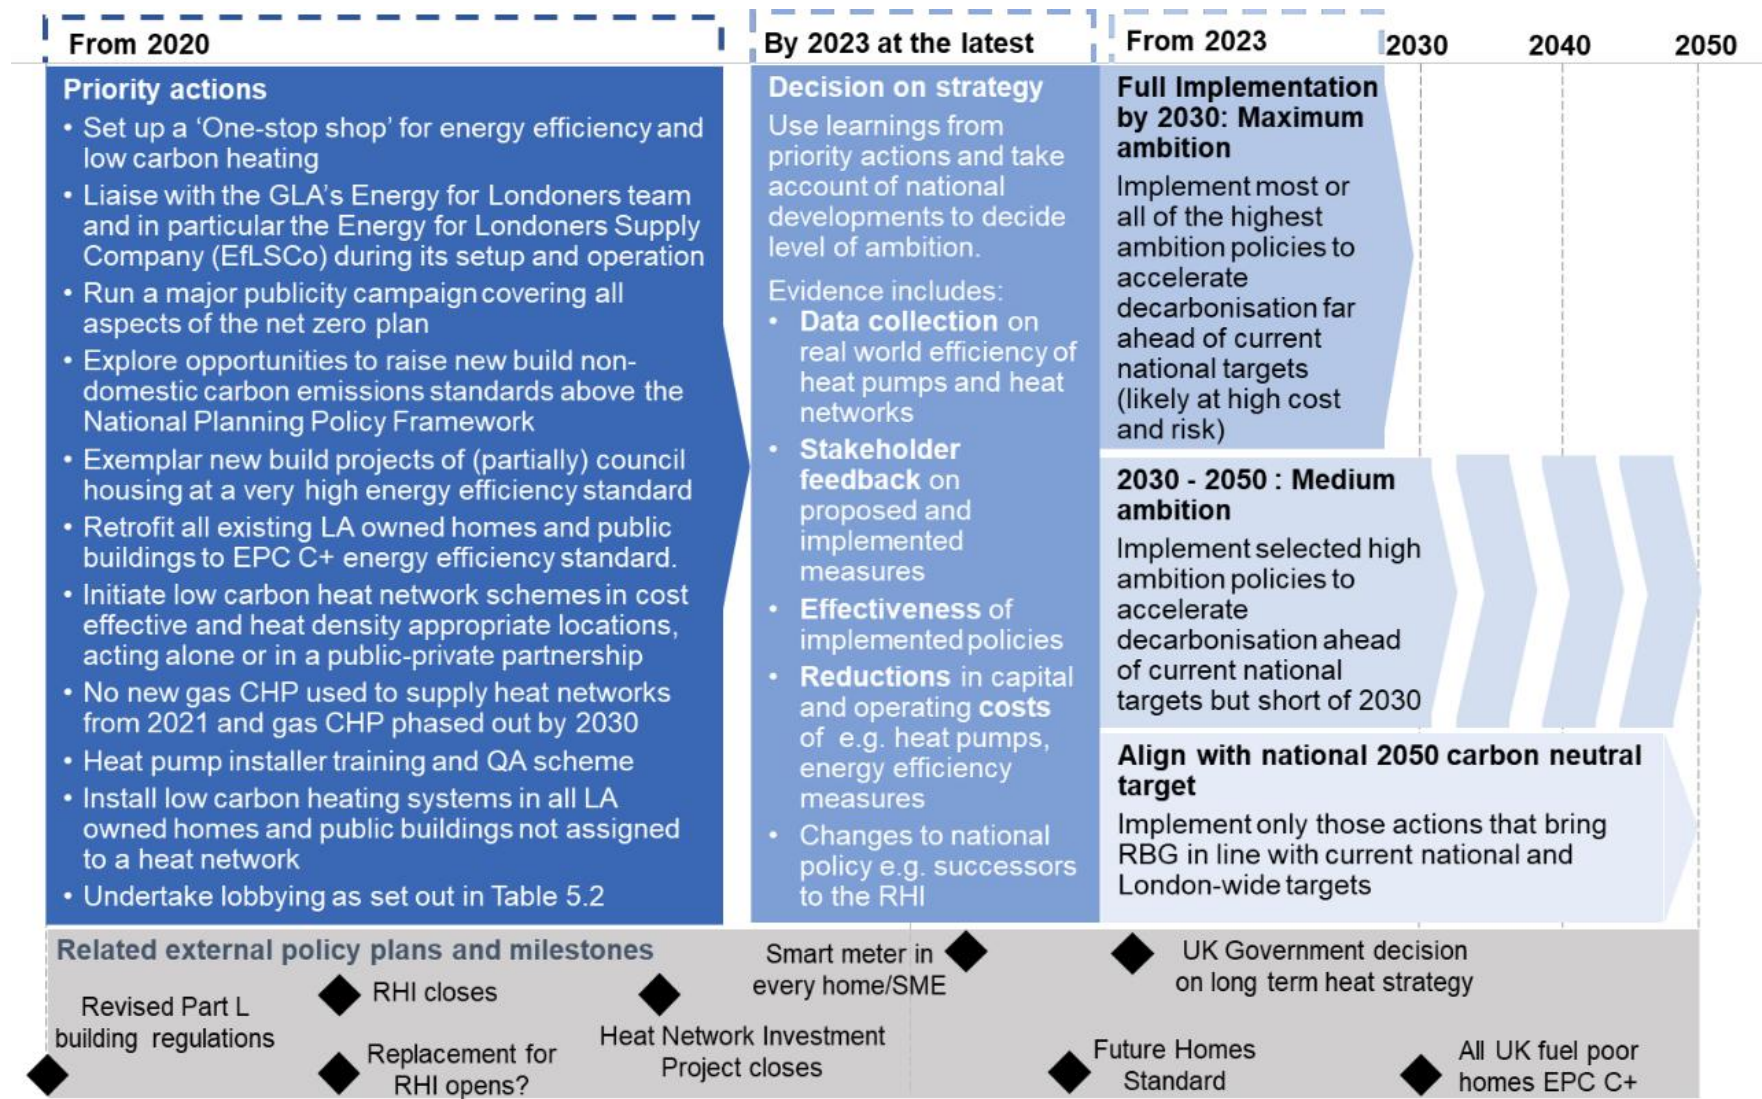 From 2020
By 2023 at the latest
From 2023
2030
2040
2050
Priority actions
• Set up a ‘One-stop shop’ for energy efficiency and
low carbon heating
• Liaise with the GLA’s Energy for Londoners team
and in particular the Energy for Londoners Supply
Company (EfLSCo) during its setup and operation
• Run a major publicity campaign covering all
aspects of the net zero plan
• Explore opportunities to raise new build non-
domestic carbon emissions standards above the
National Planning Policy Framework
• Exemplar new build projects of (partially) council
housing at a very high energy efficiency standard
• Retrofit all existing LA owned homes and public
buildings to EPC C+ energy efficiency standard.
• Initiate low carbon heat network schemes in cost
effective and heat density appropriate locations,
acting alone or in a public-private partnership
• No new gas CHP used to supply heat networks
from 2021 and gas CHP phased out by 2030
• Heat pump installer training and QA scheme
• Install low carbon heating systems in all LA
owned homes and public buildings not assigned
to a heat network
• Undertake lobbying as set out in Table 5.2
Decision on strategy
Use learnings from
priority actions and take
account of national
developments to decide
level of ambition.
Evidence includes:
• Data collection on
real world efficiency of
heat pumps and heat
networks
• Stakeholder
feedback on
proposed and
implemented
measures
• Effectiveness of
implemented policies
• Reductions in capital
and operating costs
of e.g. heat pumps,
energy efficiency
measures
• Changes to national
policy e.g. successors
to the RHI
Full Implementation
by 2030: Maximum
ambition
Implement most or
all of the highest
ambition policies to
accelerate
decarbonisation far
ahead of current
national targets
(likely at high cost
and risk)
2030 - 2050 : Medium
ambition
Implement selected high
ambition policies to
accelerate
decarbonisation ahead
of current national
targets but short of 2030
Align with national 2050 carbon neutral
target
Implement only those actions that bring
RBG in line with current national and
London-wide targets
Related external policy plans and milestones
Revised Part L
building regulations
RHI closes
Replacement for
RHI opens?
Heat Network Investment
Project closes
Smart meter in
every home/SME
UK Government decision
on long term heat strategy
Future Homes
Standard
All UK fuel poor
homes EPC C+